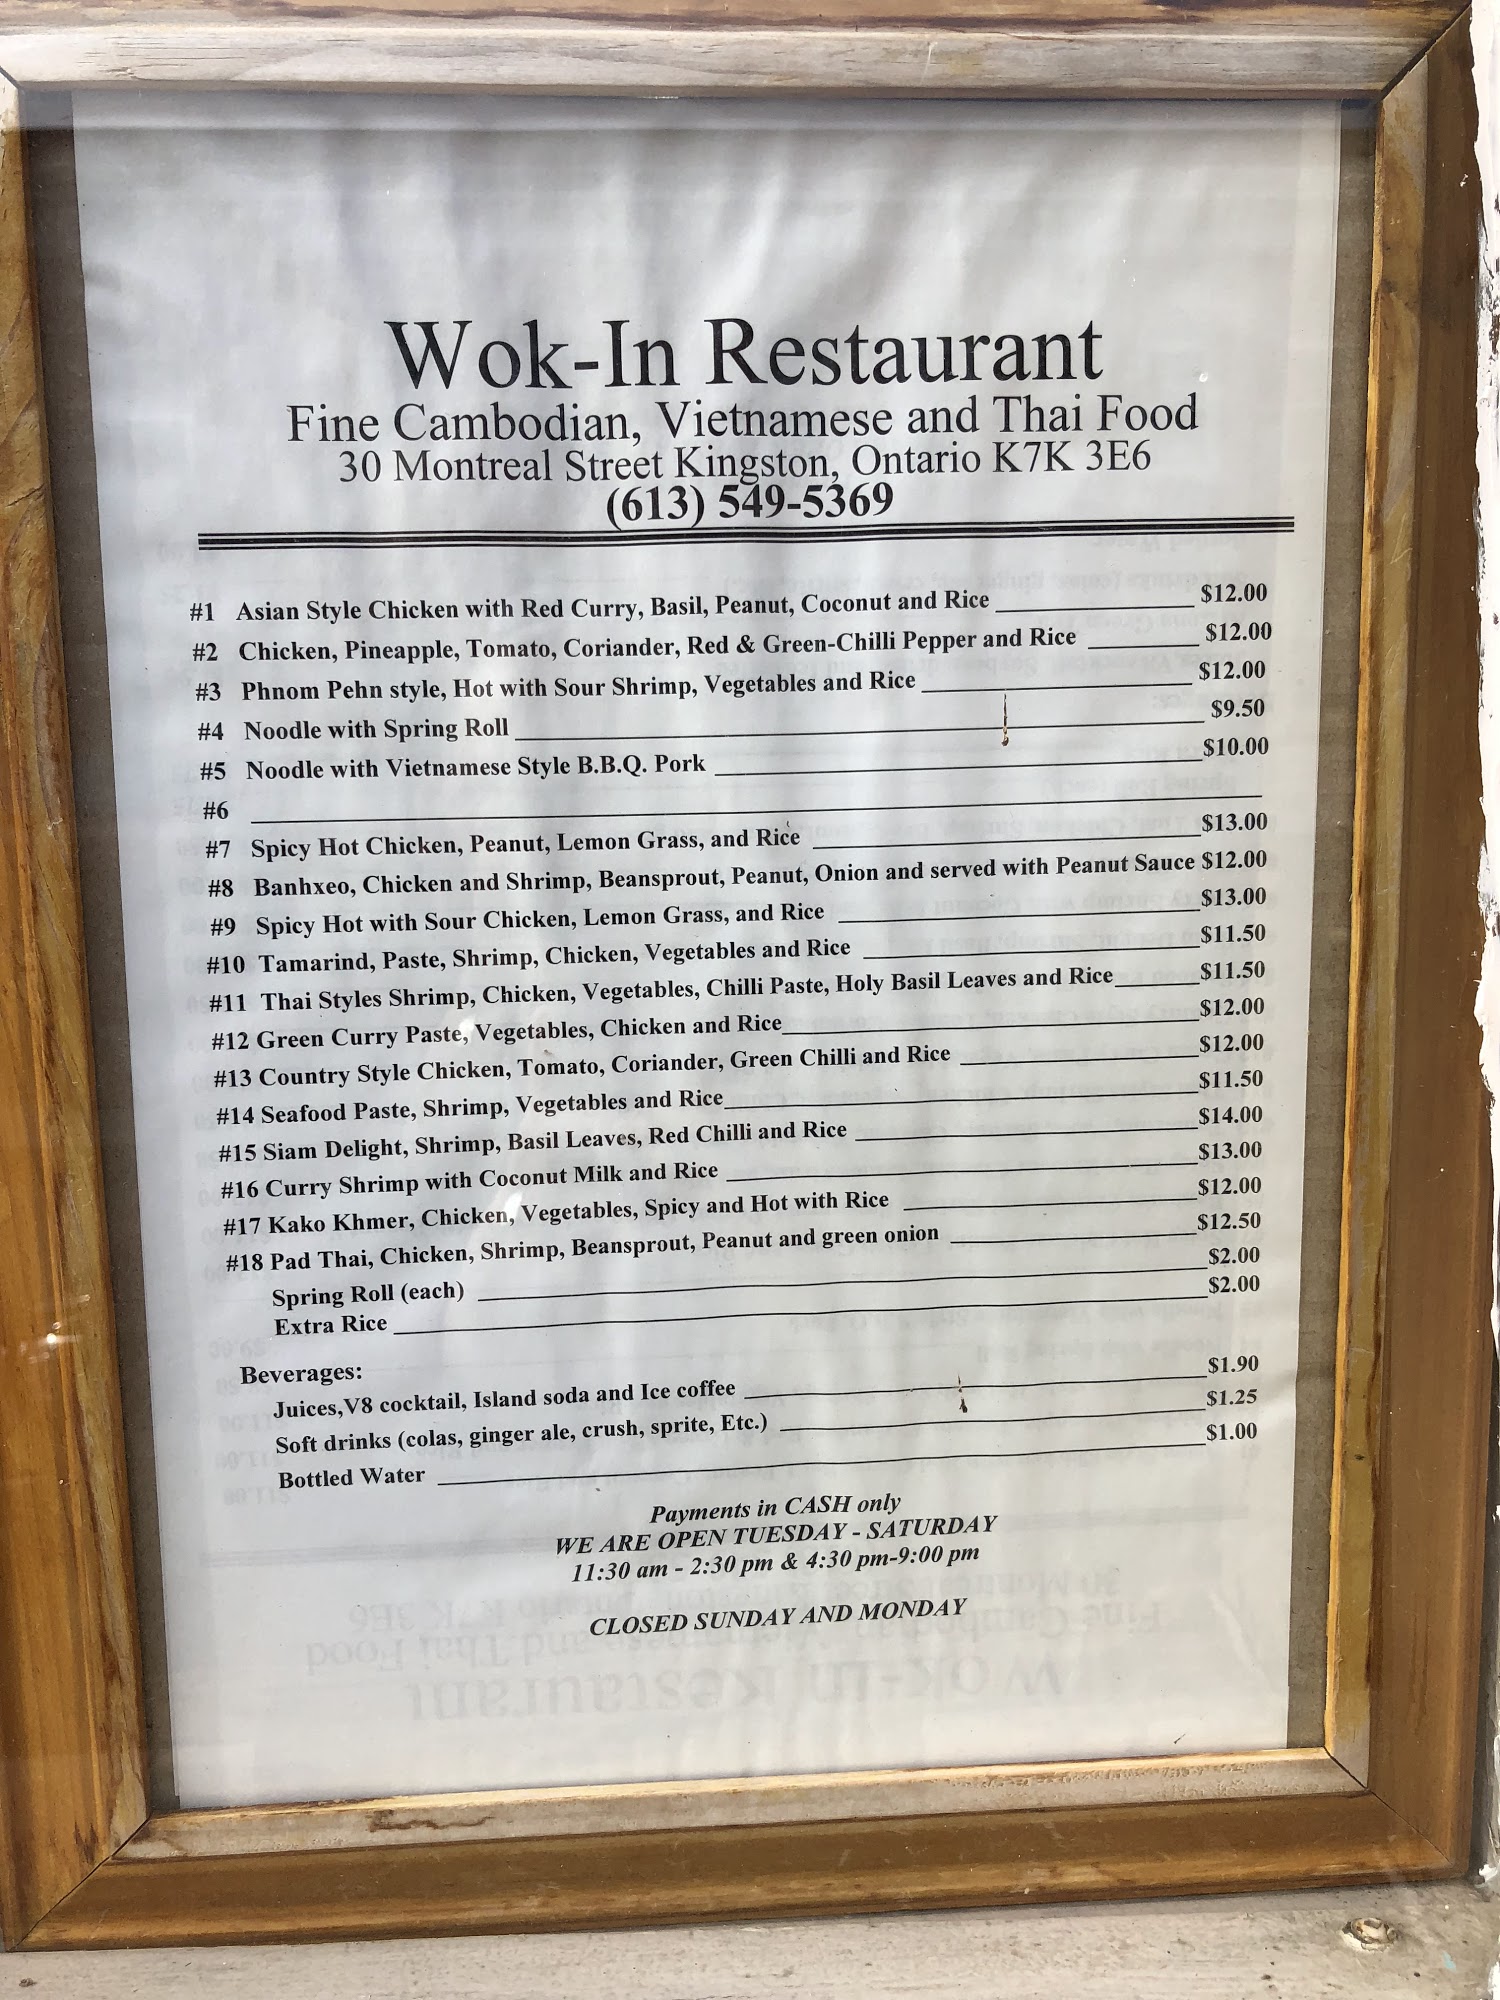 Wok-In Restaurant
Fine Cambodian, Vietnamese and Thai Food
30 Montreal Street Kingston, Ontario K7K 3E6
(613) 549-5369
#1 Asian Style Chicken with Red Curry, Basil, Peanut, Coconut and Rice $12.00
#2 Chicken, Pineapple, Tomato, Coriander, Red & Green-Chilli Pepper and Rice $12.00
#3 Phnom Pehn style, Hot with Sour Shrimp, Vegetables and Rice $12.00
#4 Noodle with Spring Roll $9.50
#5 Noodle with Vietnamese Style B.B.Q. Pork $10.00
#6
#7 Spicy Hot Chicken, Peanut, Lemon Grass, and Rice $13.00
#8 Banhxeo, Chicken and Shrimp, Beansprout, Peanut, Onion and served with Peanut Sauce $12.00
#9 Spicy Hot with Sour Chicken, Lemon Grass, and Rice $13.00
#10 Tamarind, Paste, Shrimp, Chicken, Vegetables and Rice $11.50
#11 Thai Styles Shrimp, Chicken, Vegetables, Chilli Paste, Holy Basil Leaves and Rice $11.50
#12 Green Curry Paste, Vegetables, Chicken and Rice $12.00
#13 Country Style Chicken, Tomato, Coriander, Green Chilli and Rice $12.00
#14 Seafood Paste, Shrimp, Vegetables and Rice $11.50
#15 Siam Delight, Shrimp, Basil Leaves, Red Chilli and Rice $14.00
#16 Curry Shrimp with Coconut Milk and Rice $13.00
#17 Kako Khmer, Chicken, Vegetables, Spicy and Hot with Rice $12.00
#18 Pad Thai, Chicken, Shrimp, Beansprout, Peanut and green onion $12.50
Spring Roll (each) $2.00
Extra Rice $2.00
Beverages:
Juices,V8 cocktail, Island soda and Ice coffee $1.90
Soft drinks (colas, ginger ale, crush, sprite, Etc.) $1.25
Bottled Water $1.00
Payments in CASH only
WE ARE OPEN TUESDAY - SATURDAY
11:30 am - 2:30 pm & 4:30 pm-9:00 pm
CLOSED SUNDAY AND MONDAY